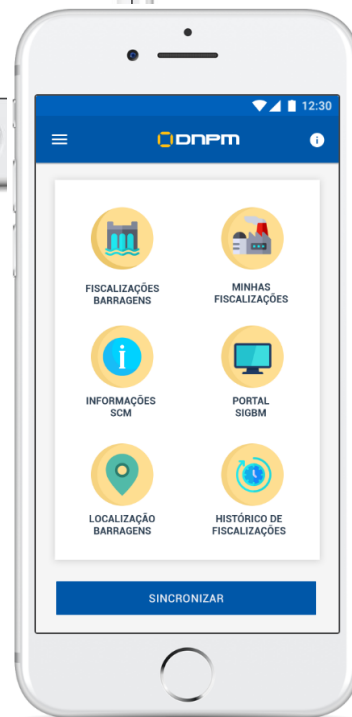 12:30
DNPM
FISCALIZAÇÕES
BARRAGENS
MINHAS
FISCALIZAÇÕES
i
INFORMAÇÕES
SCM
PORTAL
SIGBM
LOCALIZAÇÃO
BARRAGENS
HISTÓRICO DE
FISCALIZAÇÕES
SINCRONIZAR